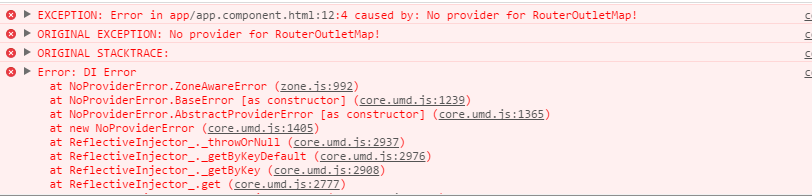 EXCEPTION: Error in app/app.component.html:12:4 caused by: No provider for RouterOutletMap!
ORIGINAL EXCEPTION: No provider for RouterOutletMap!
ORIGINAL STACKTRACE:
Error: DI Error
at NoProviderError.ZoneAwareError (zone.js:992)
at NoProviderError.BaseError [as constructor] (core.umd.js:1239)
at NoProviderError.AbstractProviderError [as constructor] (core.umd.js:1365)
at new NoProviderError (core.umd.js:1405)
at ReflectiveInjector_._throwOrNull (core.umd.js:2937)
at ReflectiveInjector_._getByKeyDefault (core.umd.js:2976)
at ReflectiveInjector_._getByKey (core.umd.js:2908)
at ReflectiveInjector_.get (core.umd.js:2777)